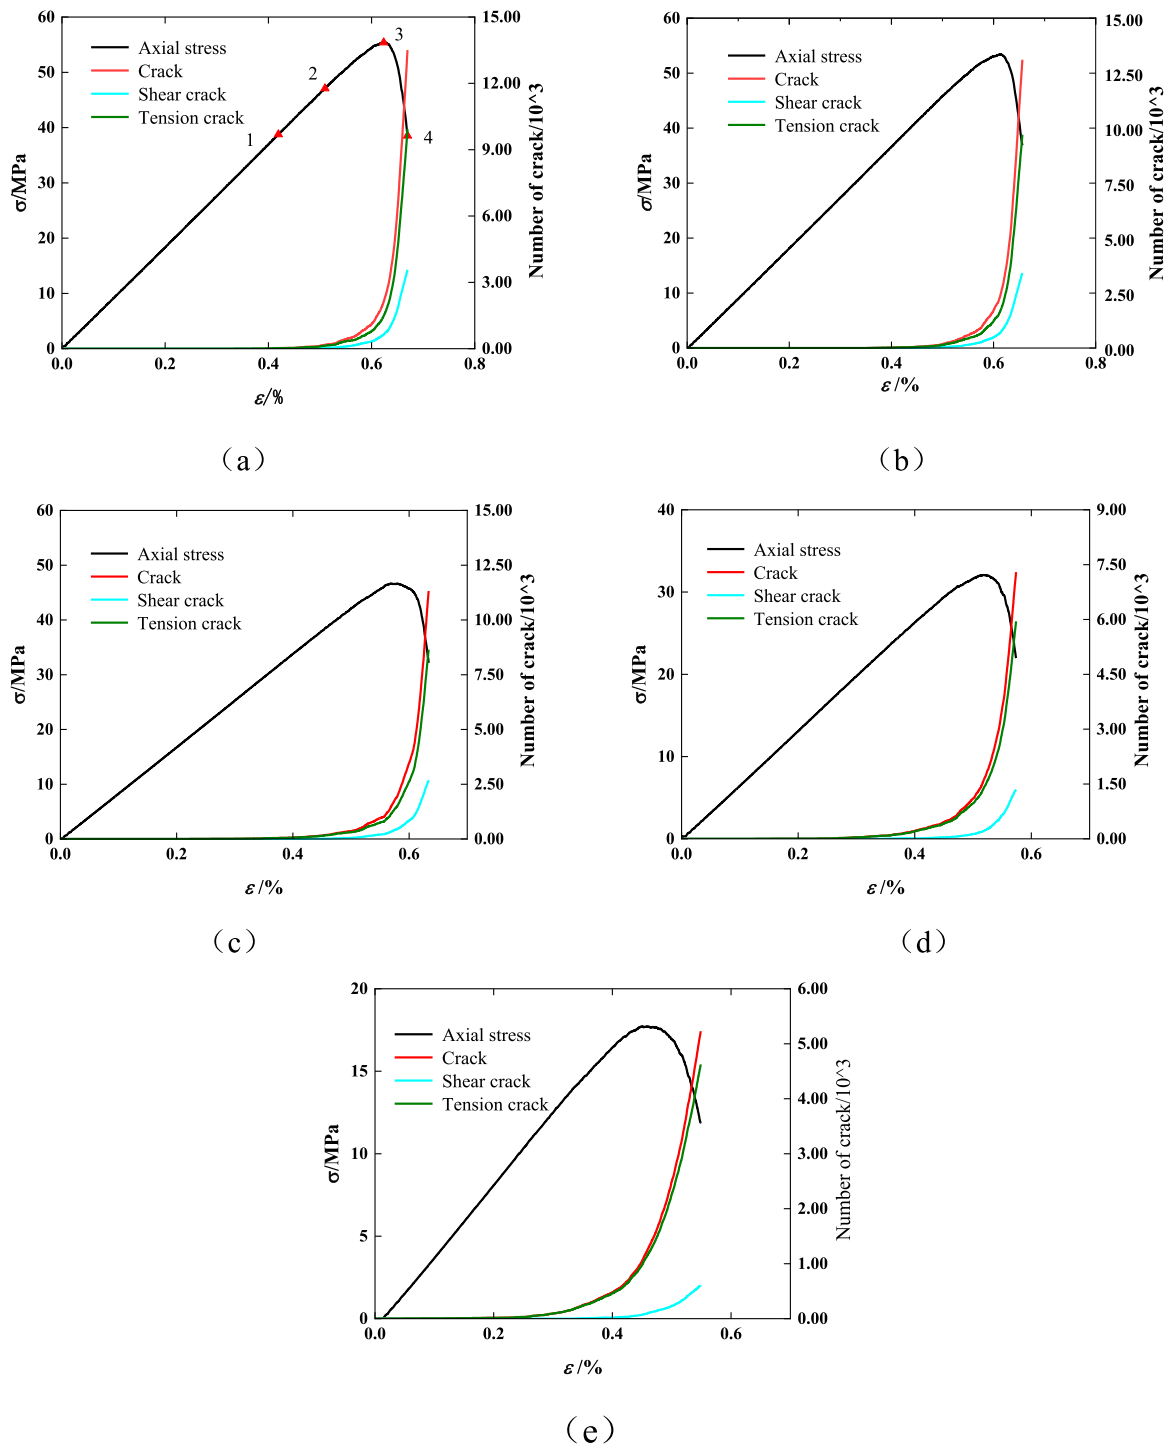 60
50
40
30
20
10
0
σ/MPa
Axial stress
Crack
Shear crack
Tension crack
1
2
3
4
15.00
12.00
9.00
6.00
3.00
0.00
Number of crack/10^3
0.0 0.2 0.4 0.6 0.8
ε/%
（a）
60
50
40
30
20
10
0
σ/MPa
Axial stress
Crack
Shear crack
Tension crack
15.00
12.50
10.00
7.50
5.00
2.50
0.00
Number of crack/10^3
0.0 0.2 0.4 0.6 0.8
ε/%
（b）
60
50
40
30
20
10
0
σ/MPa
Axial stress
Crack
Shear crack
Tension crack
15.00
12.50
10.00
7.50
5.00
2.50
0.00
Number of crack/10^3
0.0 0.2 0.4 0.6
ε/%
（c）
40
30
20
10
0
σ/MPa
Axial stress
Crack
Shear crack
Tension crack
9.00
7.50
6.00
4.50
3.00
1.50
0.00
Number of crack/10^3
0.0 0.2 0.4 0.6
ε/%
（d）
20
15
10
5
0
σ/MPa
Axial stress
Crack
Shear crack
Tension crack
6.00
5.00
4.00
3.00
2.00
1.00
0.00
Number of crack/10^3
0.0 0.2 0.4 0.6
ε/%
（e）